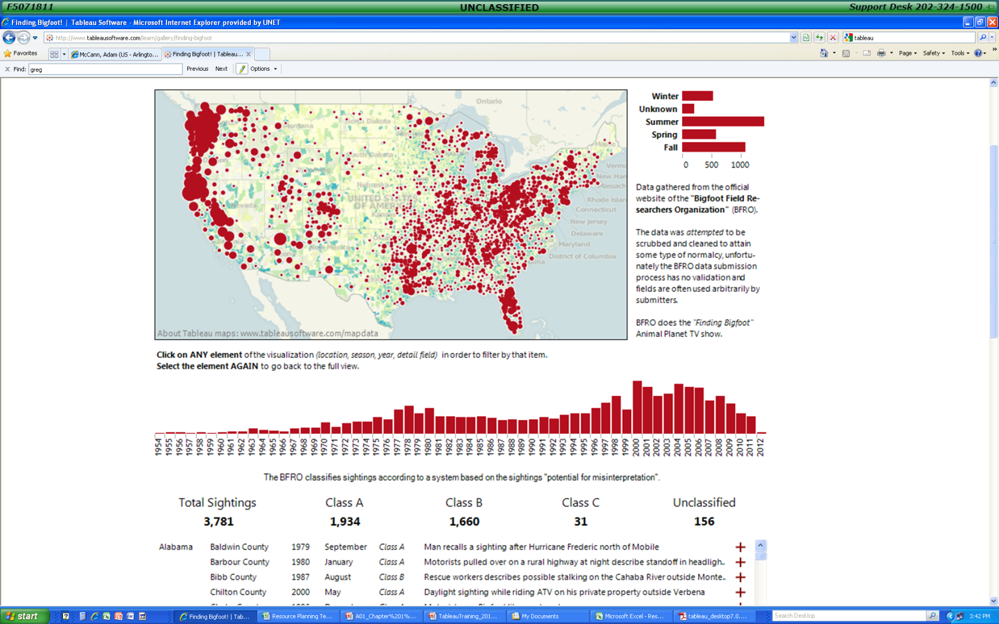 F5071811
UNCLASSIFIED
Support Desk 202-324-1500
Finding Bigfoot! | Tableau Software - Microsoft Internet Explorer provided by UNET
http://www.tableausoftware.com/learn/gallery/finding-bigfoot
tableau
Favorites
McCann, Adam (US - Arlingto...
Finding Bigfoot! | Tableau...
Page
Safety
Tools
Find: greg
Previous
Next
Options
Ontario
Montana
North Dakota
South Dakota
Wyoming
Nebraska
Nevada
UNITED STATES
OF AMERICA
New Mexico
Maine
Vermo
New Ham
Massach
Rhode Islan
Connecticut
New Jersey
Delaware
Maryland
District of Columbia
About Tableau maps: www.tableausoftware.com/mapdata
Winter
Unknown
Summer
Spring
Fall
0 500 1000
Data gathered from the official
website of the "Bigfoot Field Re-
searchers Organization" (BFRO).
The data was attempted to be
scrubbed and cleaned to attain
some type of normalcy, unfortu-
nately the BFRO data submission
process has no validation and
fields are often used arbitrarily by
submitters.
BFRO does the "Finding Bigfoot"
Animal Planet TV show.
Click on ANY element of the visualization (location, season, year, detail field) in order to filter by that item.
Select the element AGAIN to go back to the full view.
1954 1955 1956 1957 1958 1959 1960 1961 1962 1963 1964 1965 1966 1967 1968 1969 1970 1971 1972 1973 1974 1975 1976 1977 1978 1979 1980 1981 1982 1983 1984 1985 1986 1987 1988 1989 1990 1991 1992 1993 1994 1995 1996 1997 1998 1999 2000 2001 2002 2003 2004 2005 2006 2007 2008 2009 2010 2011 2012
The BFRO classifies sightings according to a system based on the sightings "potential for misinterpretation".
Total Sightings Class A Class B Class C Unclassified
3,781 1,934 1,660 31 156
Alabama Baldwin County 1979 September Class A Man recalls a sighting after Hurricane Frederic north of Mobile
Barbour County 1980 January Class A Motorists pulled over on a rural highway at night describe standoff in headligh..
Bibb County 1987 August Class B Rescue workers describes possible stalking on the Cahaba River outside Monte..
Chilton County 2000 May Class A Daylight sighting while riding ATV on his private property outside Verbena
start
Finding Bigfoot! | Tab...
Resource Planning Te...
A01_Chapter%201%...
TableauTraining_201...
My Documents
Microsoft Excel - Res...
tableau_desktop7.0....
Search Desktop
3:42 PM